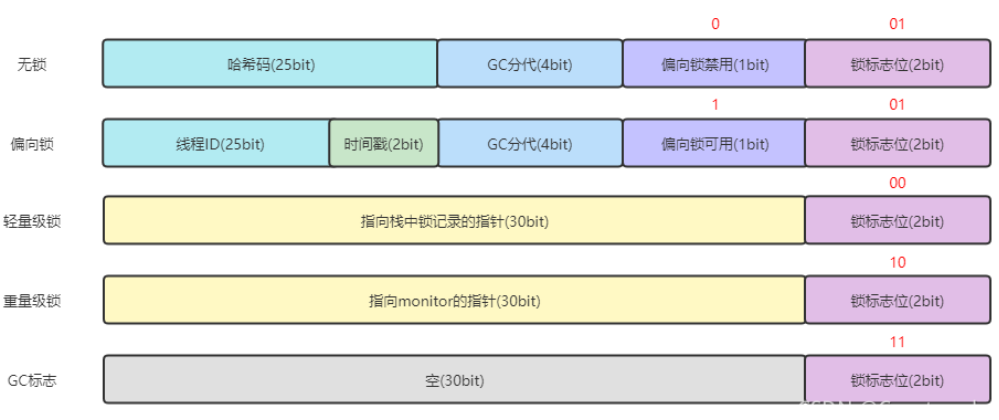 0 01
无锁 哈希码(25bit) GC分代(4bit) 偏向锁禁用(1bit) 锁标志位(2bit)
1 01
偏向锁 线程ID(25bit) 时间戳(2bit) GC分代(4bit) 偏向锁可用(1bit) 锁标志位(2bit)
00
轻量级锁 指向栈中锁记录的指针(30bit) 锁标志位(2bit)
10
重量级锁 指向monitor的指针(30bit) 锁标志位(2bit)
11
GC标志 空(30bit) 锁标志位(2bit)